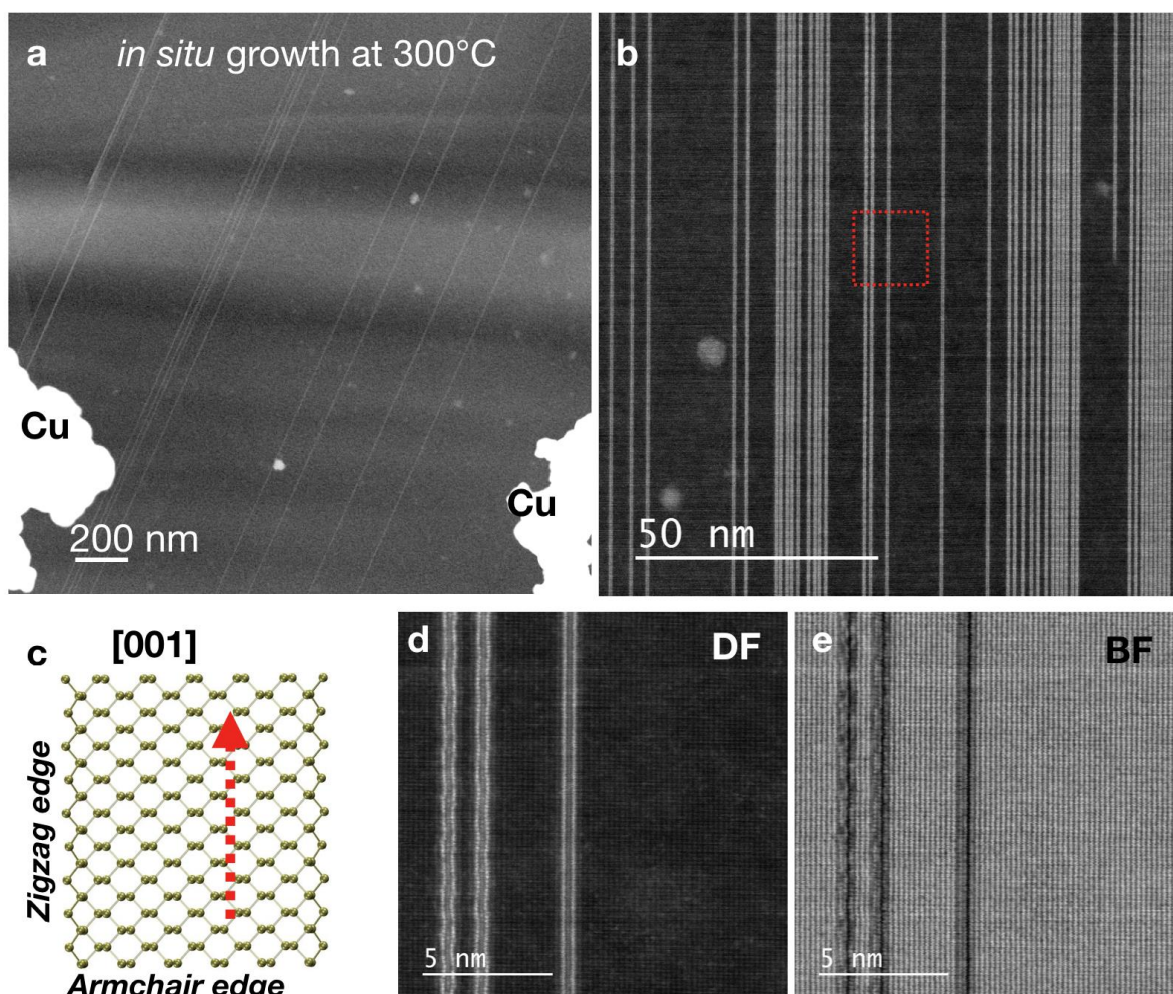 a
in situ growth at 300°C
Cu
Cu
200 nm
b
50 nm
c
[001]
Zigzag edge
Armchair edge
d
DF
5 nm
e
BF
5 nm